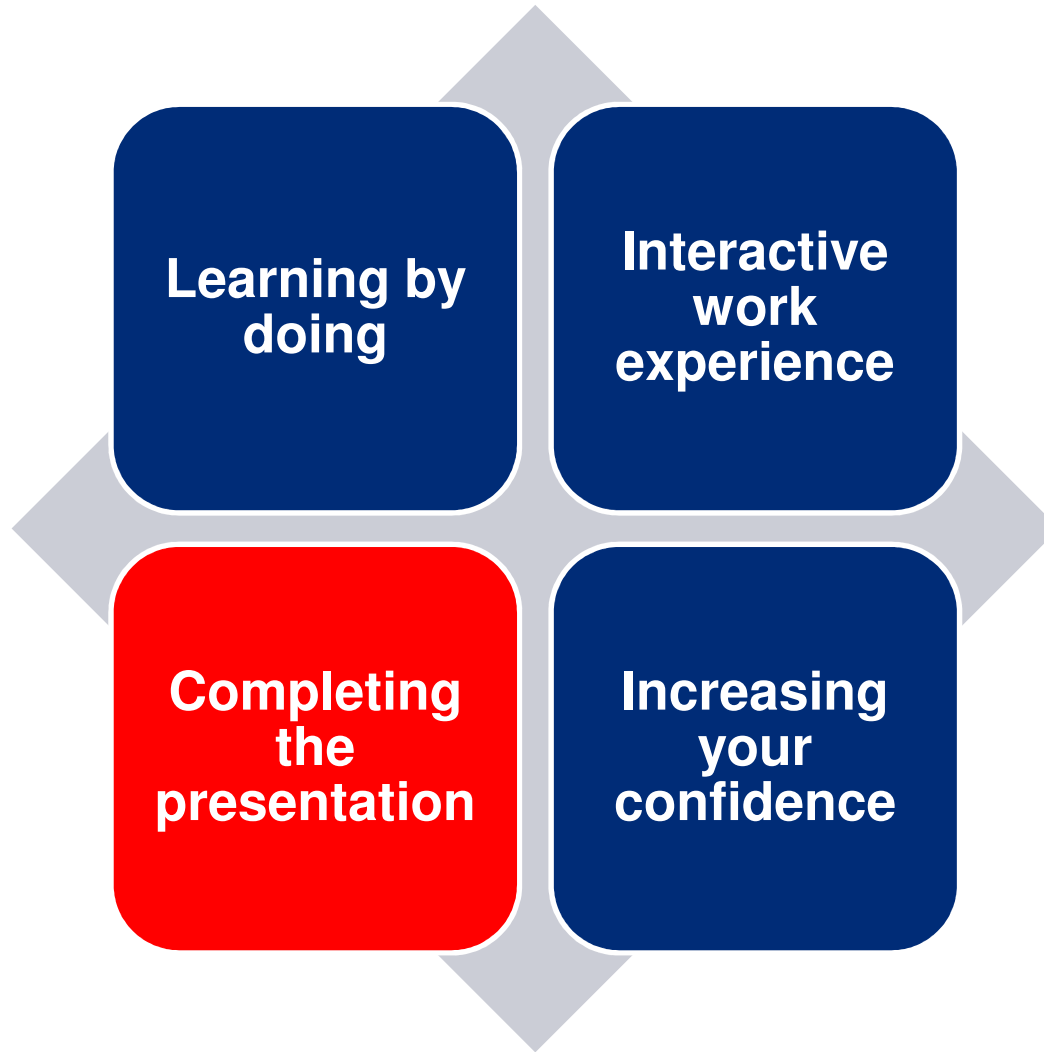 Learning by
doing
Interactive
work
experience
Completing
the
presentation
Increasing
your
confidence